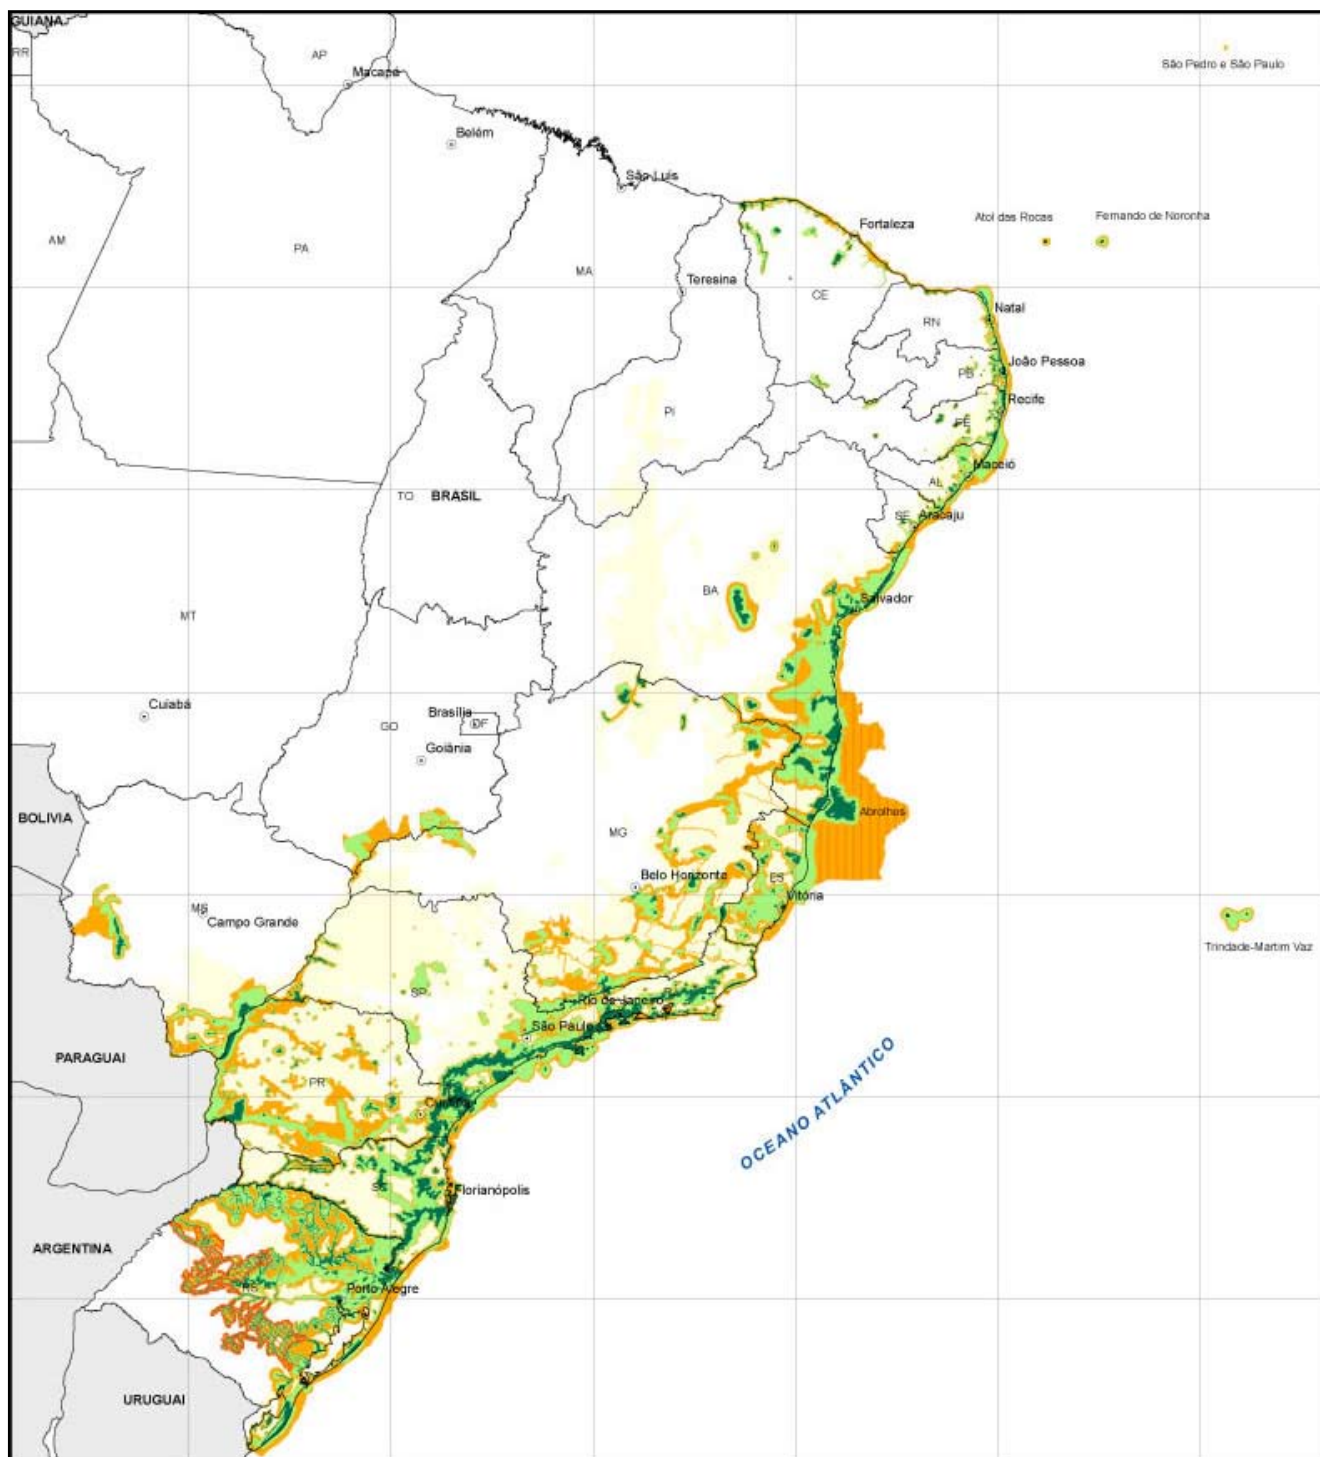 GUIANA
RR
AP
Macapá
São Pedro e São Paulo
Belém
São Luís
Atol das Rocas
Fernando de Noronha
Fortaleza
AM
PA
MA
Teresina
CE
Natal
RN
João Pessoa
PB
Recife
PI
PE
Maceió
AL
TO
BRASIL
SE
Aracaju
BA
Salvador
MT
Cuiabá
Brasília
DF
GO
Goiânia
BOLIVIA
MG
Abrolhos
Belo Horizonte
ES
Vitória
MS
Campo Grande
Trindade-Martim Vaz
SP
Rio de Janeiro
RJ
São Paulo
PARAGUAI
PR
OCEANO ATLÂNTICO
SC
Florianópolis
ARGENTINA
RS
Porto Alegre
URUGUAI